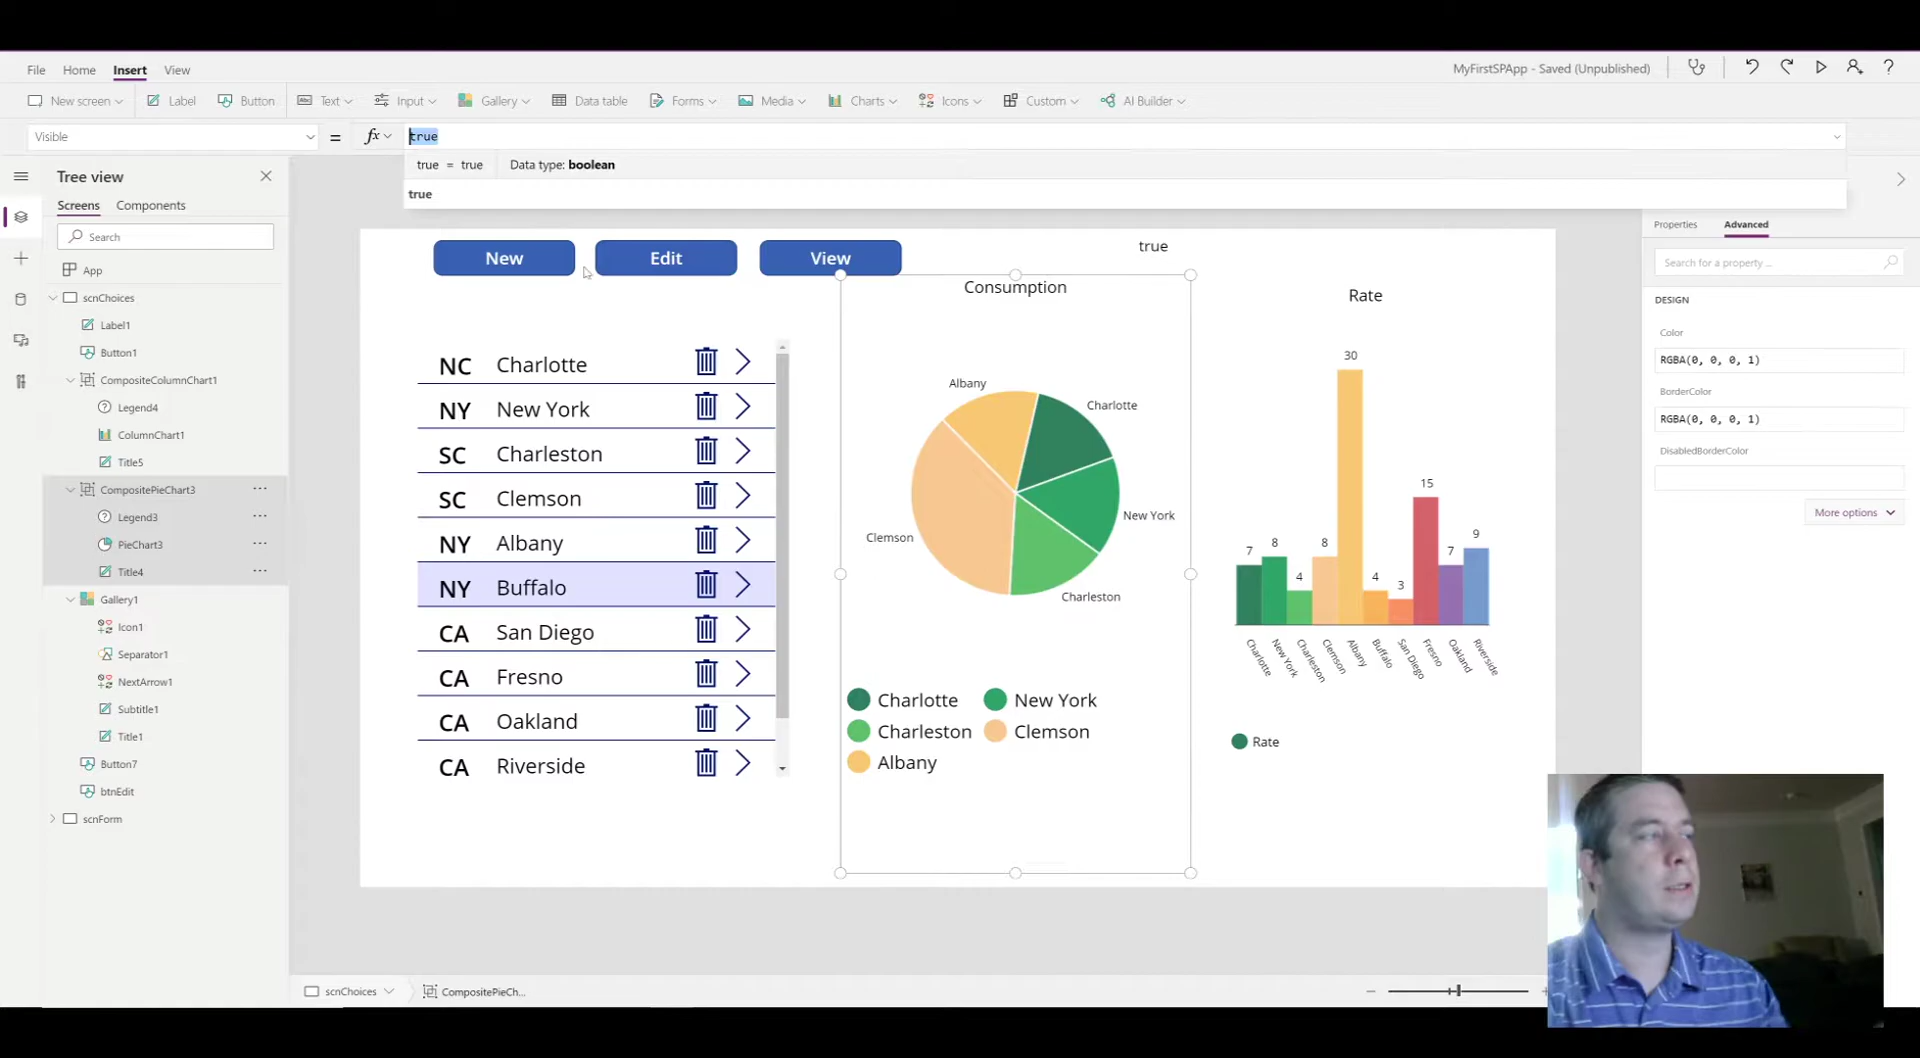 File Home Insert View
MyFirstSPApp - Saved (Unpublished) ?
New screen Label Button Text Input Gallery Data table Forms Media Charts Icons Custom AI Builder
Visible = fx true
true = true Data type: boolean
true
Tree view
Screens Components
Search
App
scnChoices
Label1
Button1
CompositeColumnChart1
Legend4
ColumnChart1
Title5
CompositePieChart3 ...
Legend3 ...
PieChart3 ...
Title4 ...
Gallery1
Icon1
Separator1
NextArrow1
Subtitle1
Title1
Button7
btnEdit
scnForm
New Edit View
true
NC Charlotte
NY New York
SC Charleston
SC Clemson
NY Albany
NY Buffalo
CA San Diego
CA Fresno
CA Oakland
CA Riverside
Consumption
Albany
Charlotte
New York
Clemson
Charleston
Charlotte New York
Charleston Clemson
Albany
Rate
7 8 4 8 30 4 3 15 7 9
Charlotte New York Charleston Clemson Albany Buffalo San Diego Fresno Oakland Riverside
Rate
Properties Advanced
Search for a property ...
DESIGN
Color
RGBA(0, 0, 0, 1)
BorderColor
RGBA(0, 0, 0, 1)
DisabledBorderColor
More options
scnChoices CompositePieCh...